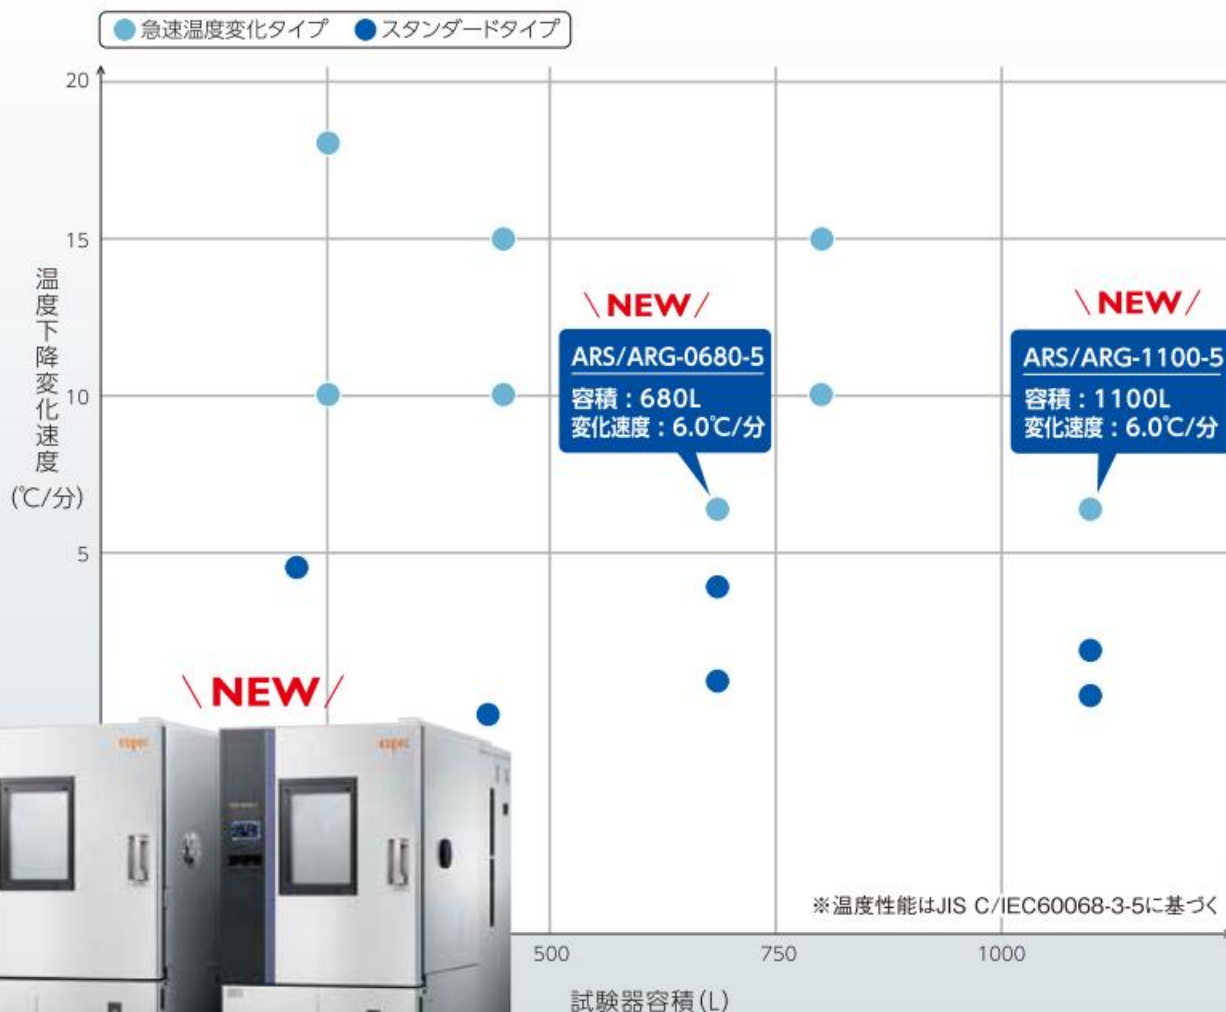 急速温度変化タイプ スタンダードタイプ
20
15
10
5
温度下降変化速度
(℃/分)
NEW
ARS/ARG-0680-5
容積：680L
変化速度：6.0℃/分
NEW
ARS/ARG-1100-5
容積：1100L
変化速度：6.0℃/分
NEW
espec
espec
※温度性能はJIS C/IEC60068-3-5に基づく
500 750 1000
試験器容積(L)